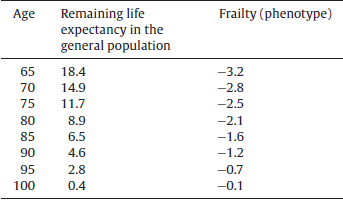 Age Remaining life Frailty (phenotype)
expectancy in the
general population
65 18.4 −3.2
70 14.9 −2.8
75 11.7 −2.5
80 8.9 −2.1
85 6.5 −1.6
90 4.6 −1.2
95 2.8 −0.7
100 0.4 −0.1